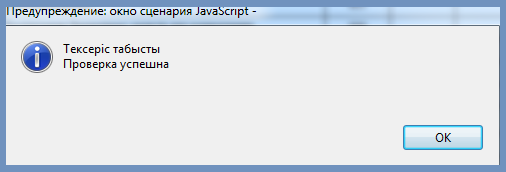 Предупреждение: окно сценария JavaScript -
Тексеріс табысты
Проверка успешна
OK